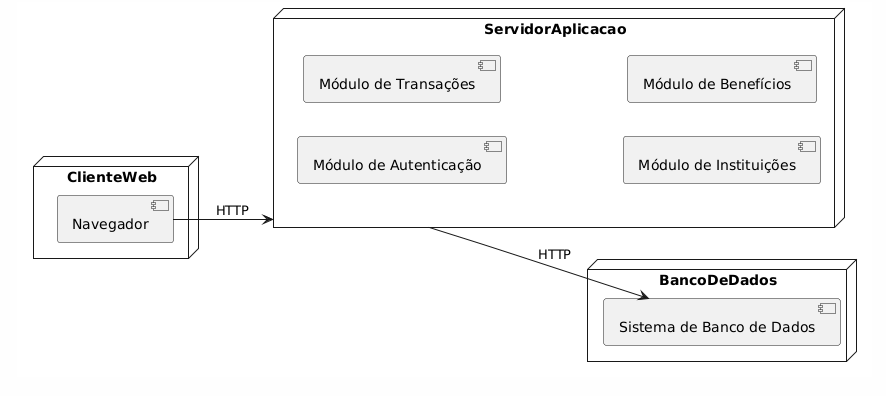 ServidorAplicacao
Módulo de Transações
Módulo de Benefícios
Módulo de Autenticação
Módulo de Instituições
ClienteWeb
Navegador
HTTP
HTTP
BancoDeDados
Sistema de Banco de Dados